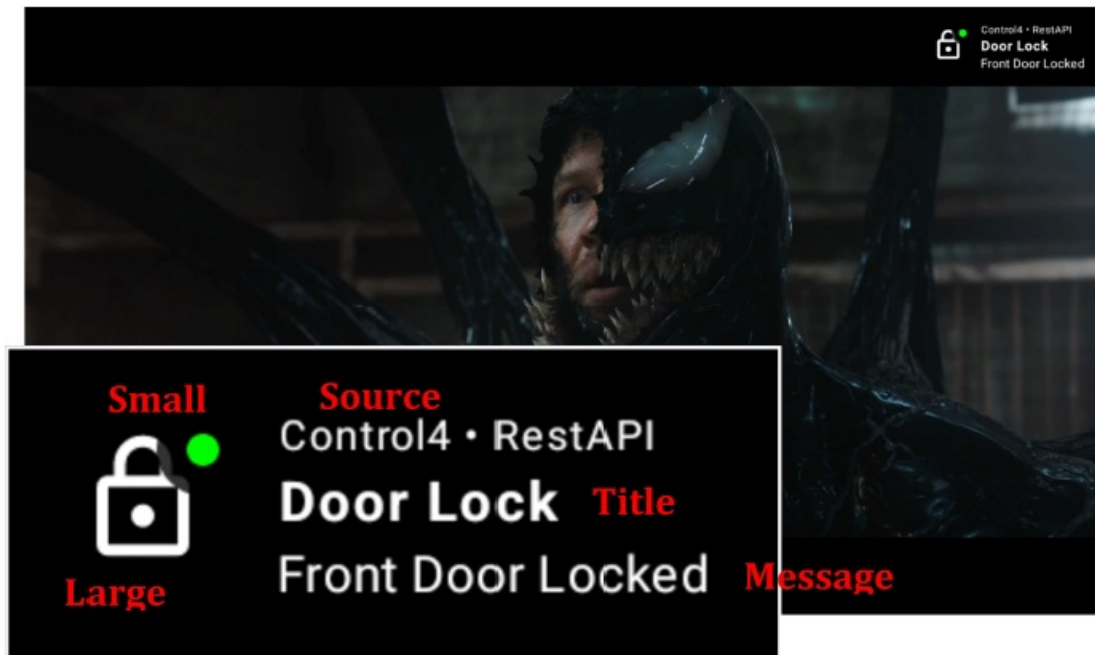 Control4 • RestAPI
Door Lock
Front Door Locked
Small
Source
Control4 • RestAPI
Door Lock
Title
Front Door Locked
Message
Large